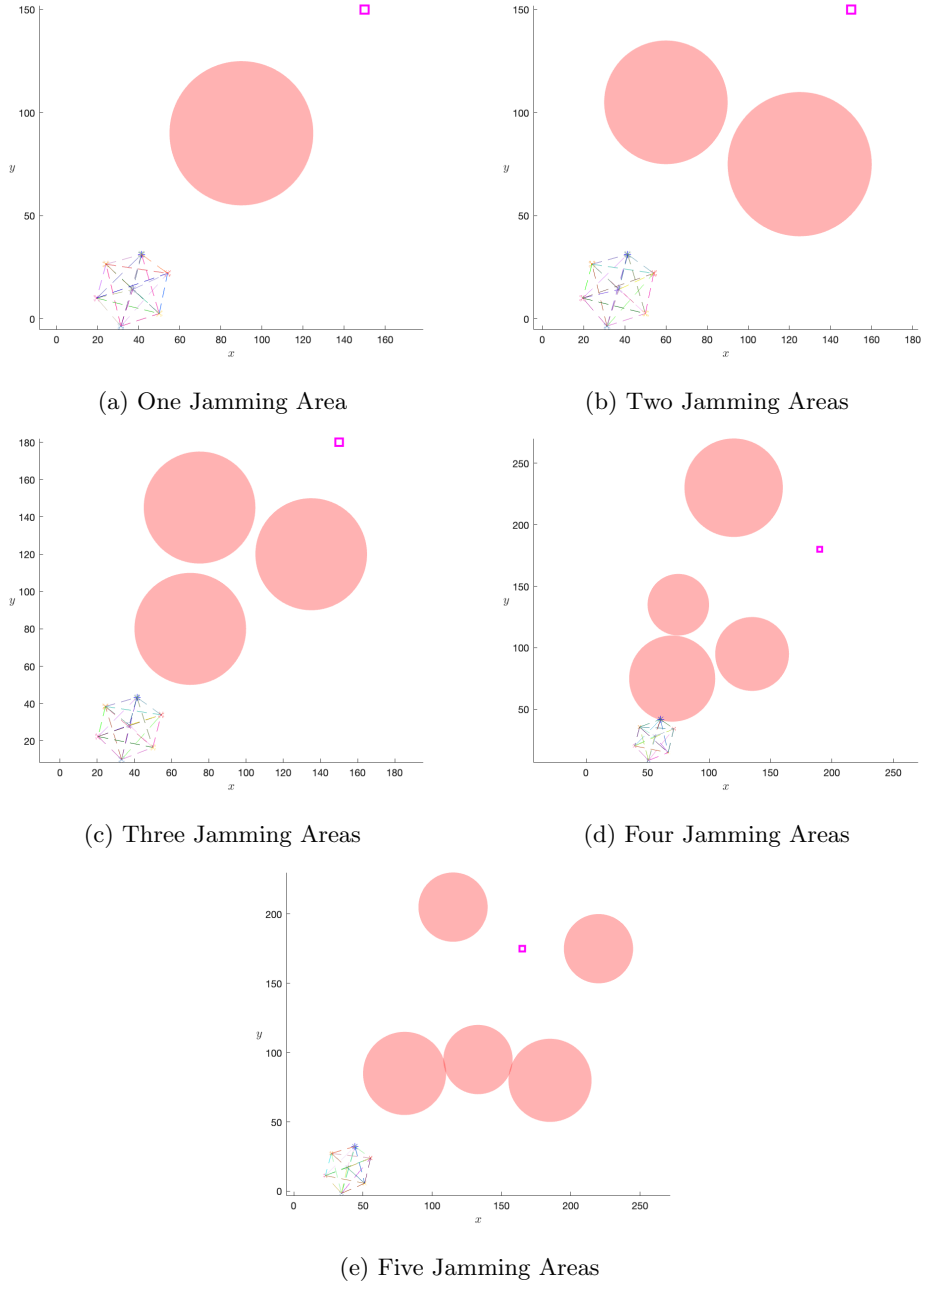 150
100
y
50
0
0 20 40 60 80 100 120 140 160
x
(a) One Jamming Area
150
100
y
50
0
0 20 40 60 80 100 120 140 160 180
x
(b) Two Jamming Areas
180
160
140
120
100
y
80
60
40
20
0 20 40 60 80 100 120 140 160 180
x
(c) Three Jamming Areas
250
200
150
y
100
50
0 50 100 150 200 250
x
(d) Four Jamming Areas
200
150
y
100
50
0
0 50 100 150 200 250
x
(e) Five Jamming Areas